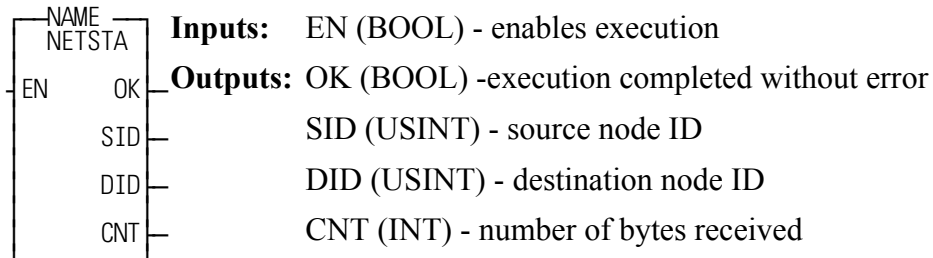 NAME
NETSTA
Inputs: EN (BOOL) - enables execution
EN OK Outputs: OK (BOOL) -execution completed without error
SID SID (USINT) - source node ID
DID DID (USINT) - destination node ID
CNT CNT (INT) - number of bytes received